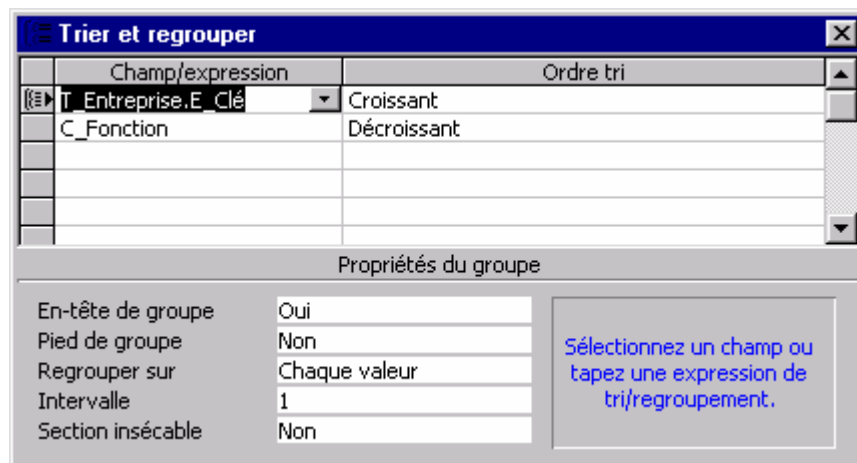 Trier et regrouper
Champ/expression Ordre tri
T_Entreprise.E_Clé Croissant
C_Fonction Décroissant
Propriétés du groupe
En-tête de groupe Oui
Pied de groupe Non
Regrouper sur Chaque valeur
Intervalle 1
Section insécable Non
Sélectionnez un champ ou
tapez une expression de
tri/regroupement.